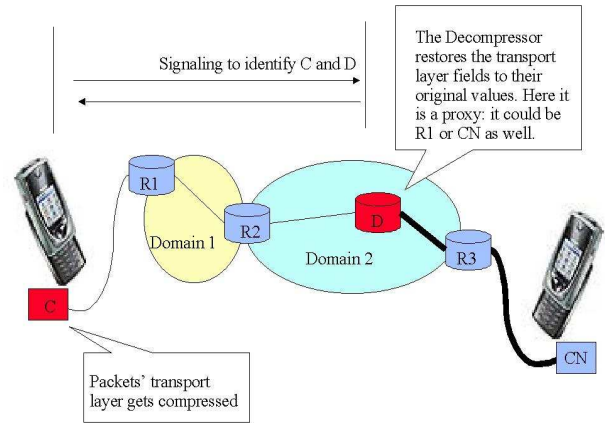 Signaling to identify C and D
The Decompressor
restores the transport
layer fields to their
original values. Here it
is a proxy: it could be
R1 or CN as well.
R1
R2
D
Domain 1
Domain 2
R3
C
CN
Packets' transport
layer gets compressed